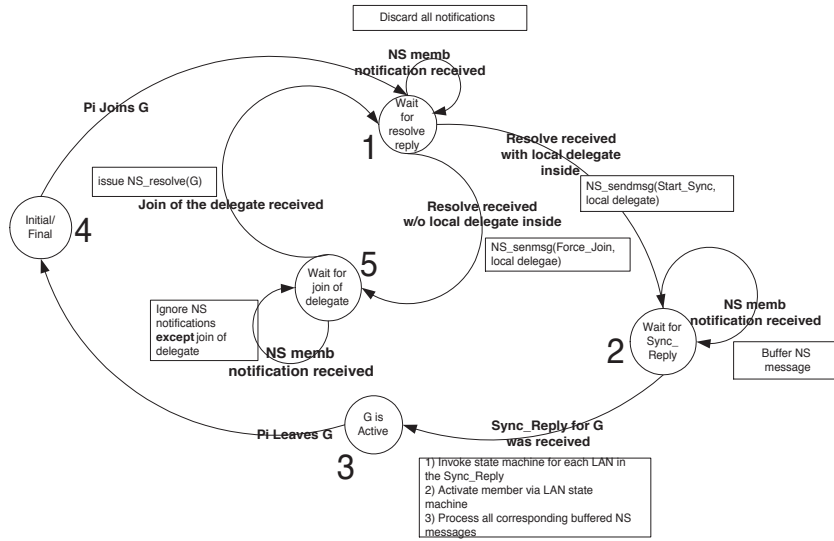 Discard all notifications
NS memb
notification received
Pi Joins G
Wait
for
resolve
reply
1
Resolve received
with local delegate
inside
issue NS_resolve(G)
NS_sendmsg(Start_Sync,
local delegate)
Join of the delegate received
Resolve received
w/o local delegate inside
Initial/
Final
4
NS_senmsg(Force_Join,
local delegae)
5
Wait for
join of
delegate
Ignore NS
notifications
except join of
delegate
NS memb
notification received
NS memb
notification received
Wait for
Sync_
Reply
2
Buffer NS
message
G is
Active
3
Pi Leaves G
Sync_Reply for G
was received
1) Invoke state machine for each LAN in
the Sync_Reply
2) Activate member via LAN state
machine
3) Process all corresponding buffered NS
messages